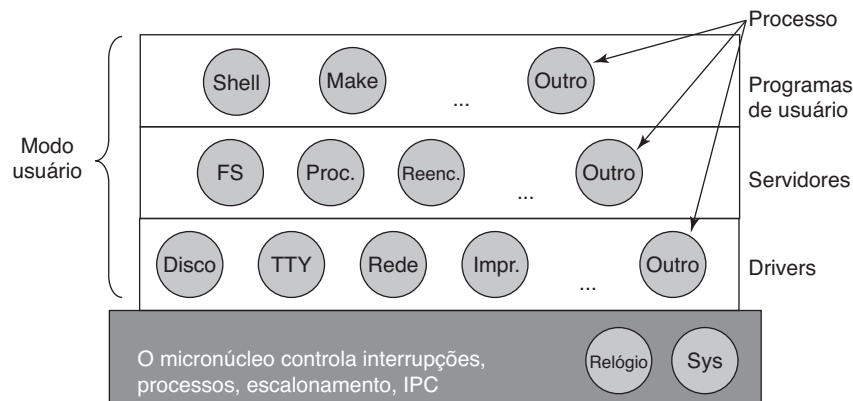 Processo
Shell
Make
...
Outro
Programas
de usuário
Modo
usuário
FS
Proc.
Reenc.
...
Outro
Servidores
Disco
TTY
Rede
Impr.
...
Outro
Drivers
O micronúcleo controla interrupções,
processos, escalonamento, IPC
Relógio
Sys